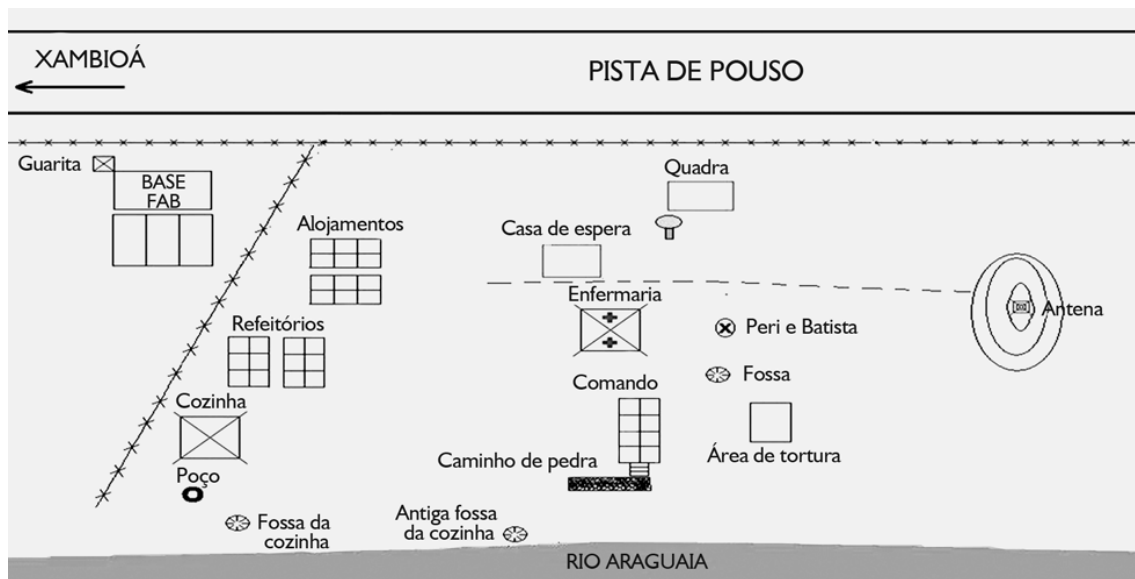 XAMBIOÁ
PISTA DE POUSO
Guarita
BASE
FAB
Quadra
Alojamentos
Casa de espera
Enfermaria
Antena
Peri e Batista
Refeitórios
Fossa
Comando
Cozinha
Área de tortura
Caminho de pedra
Poço
Fossa da
cozinha
Antiga fossa
da cozinha
RIO ARAGUAIA